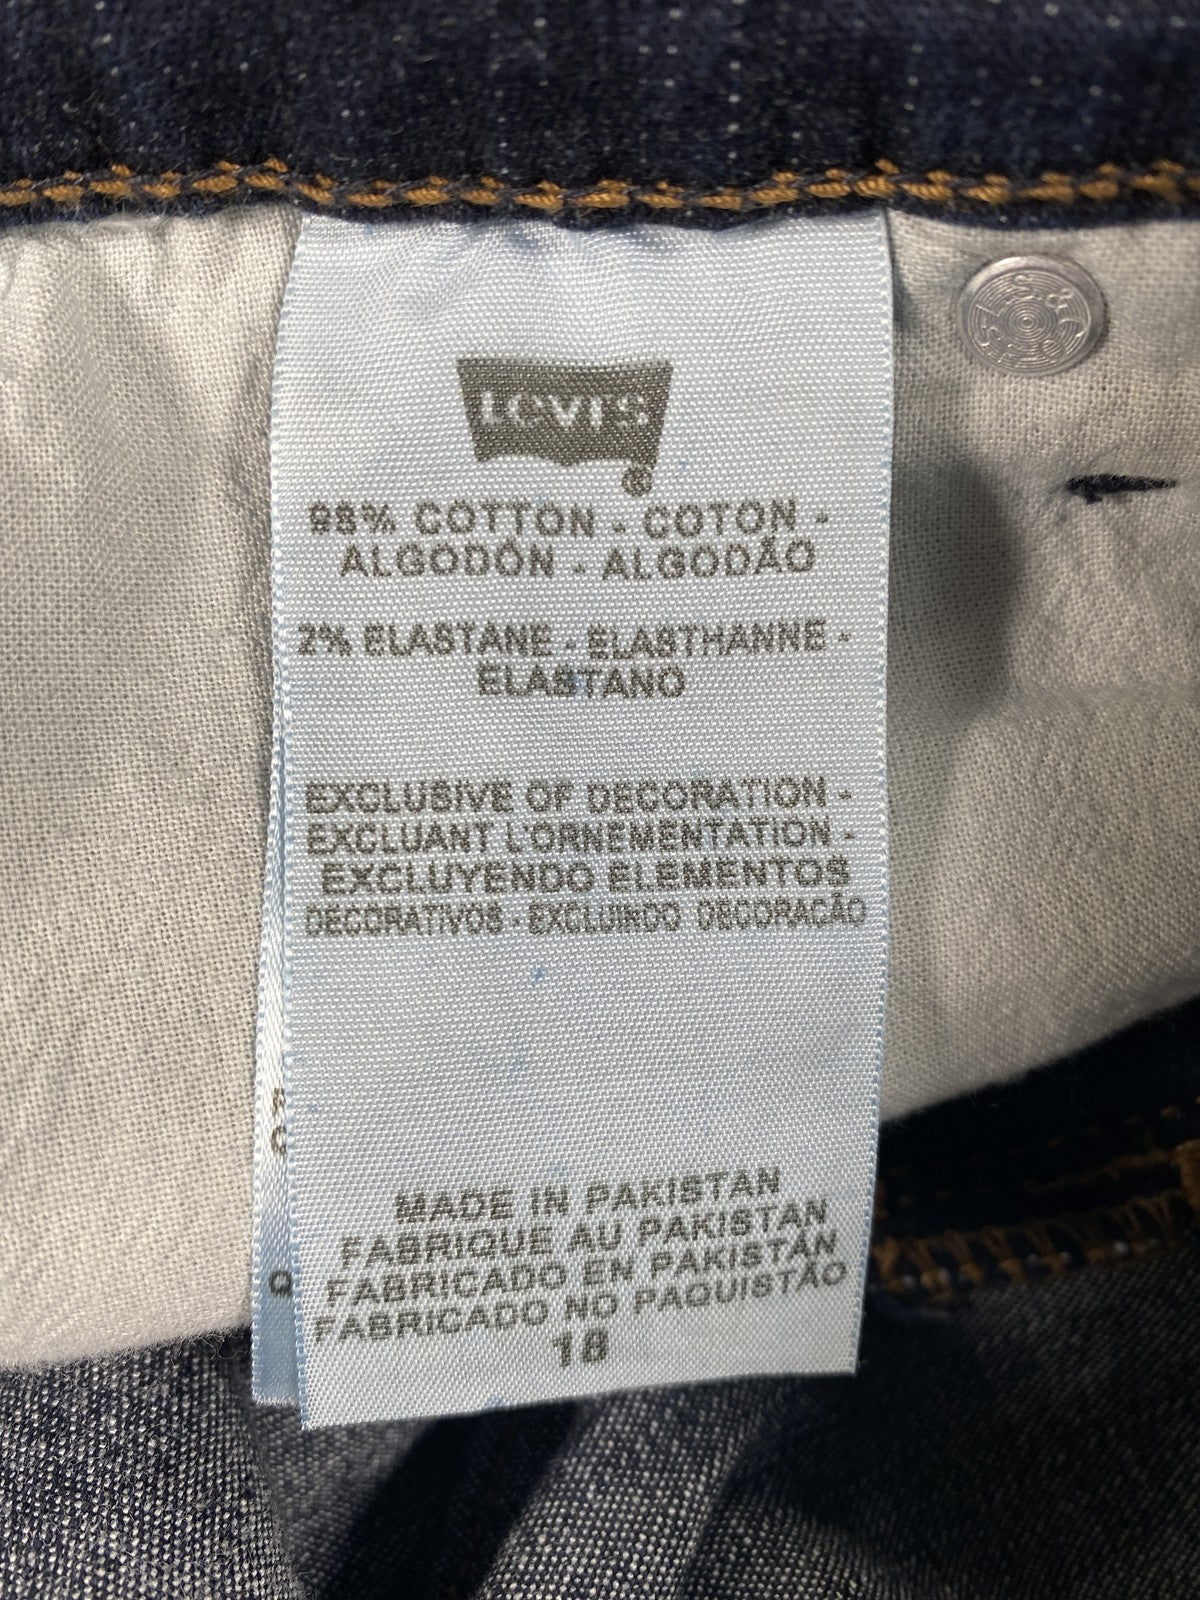 Levi's
®
98% COTTON - COTON -
ALGODÓN - ALGODÃO
2% ELASTANE - ELASTHANNE -
ELASTANO
EXCLUSIVE OF DECORATION -
EXCLUANT L'ORNEMENTATION -
EXCLUYENDO ELEMENTOS
DECORATIVOS - EXCLUINDO DECORACÃO
MADE IN PAKISTAN
FABRIQUE AU PAKISTAN
FABRICADO EN PAKISTÁN
FABRICADO NO PAQUISTÃO
18